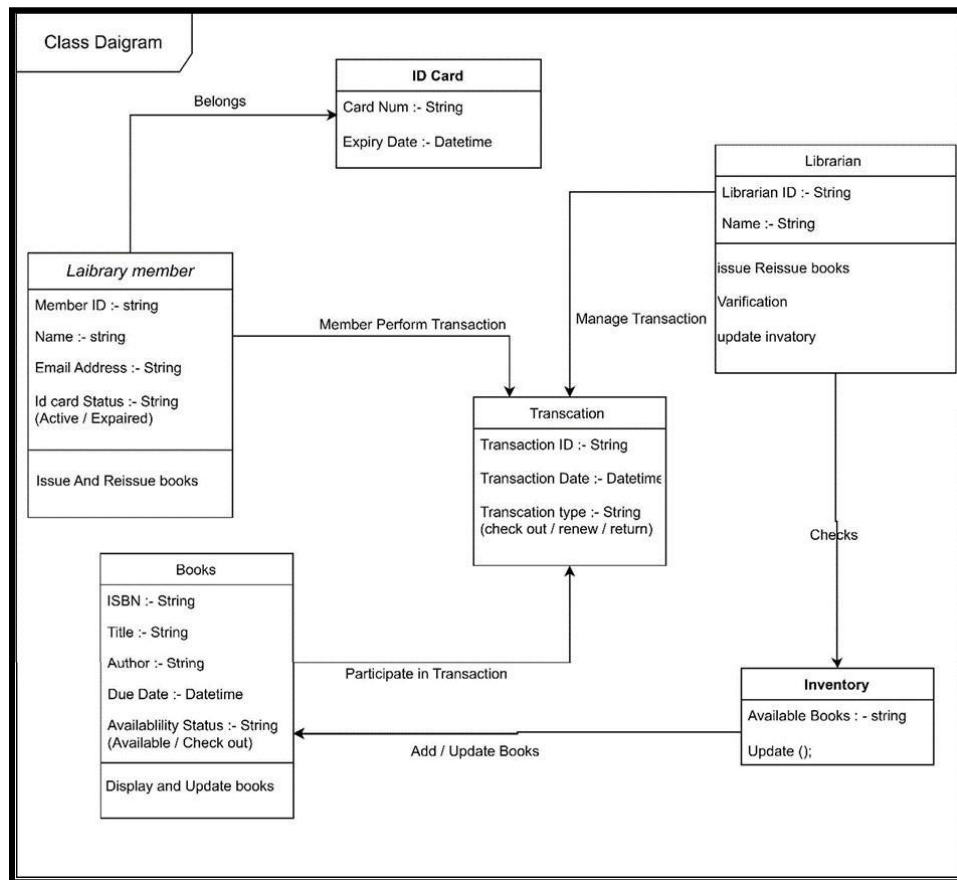 Class Daigram
ID Card
Card Num :- String
Expiry Date :- Datetime
Belongs
Librarian
Librarian ID :- String
Name :- String
issue Reissue books
Varification
update invatory
Laibrary member
Member ID :- string
Name :- string
Email Address :- String
Id card Status :- String
(Active / Expaired)
Issue And Reissue books
Member Perform Transaction
Manage Transaction
Transcation
Transaction ID :- String
Transaction Date :- Datetime
Transcation type :- String
(check out / renew / return)
Checks
Books
ISBN :- String
Title :- String
Author :- String
Due Date :- Datetime
Availablility Status :- String
(Available / Check out)
Display and Update books
Participate in Transaction
Inventory
Available Books : - string
Update ();
Add / Update Books